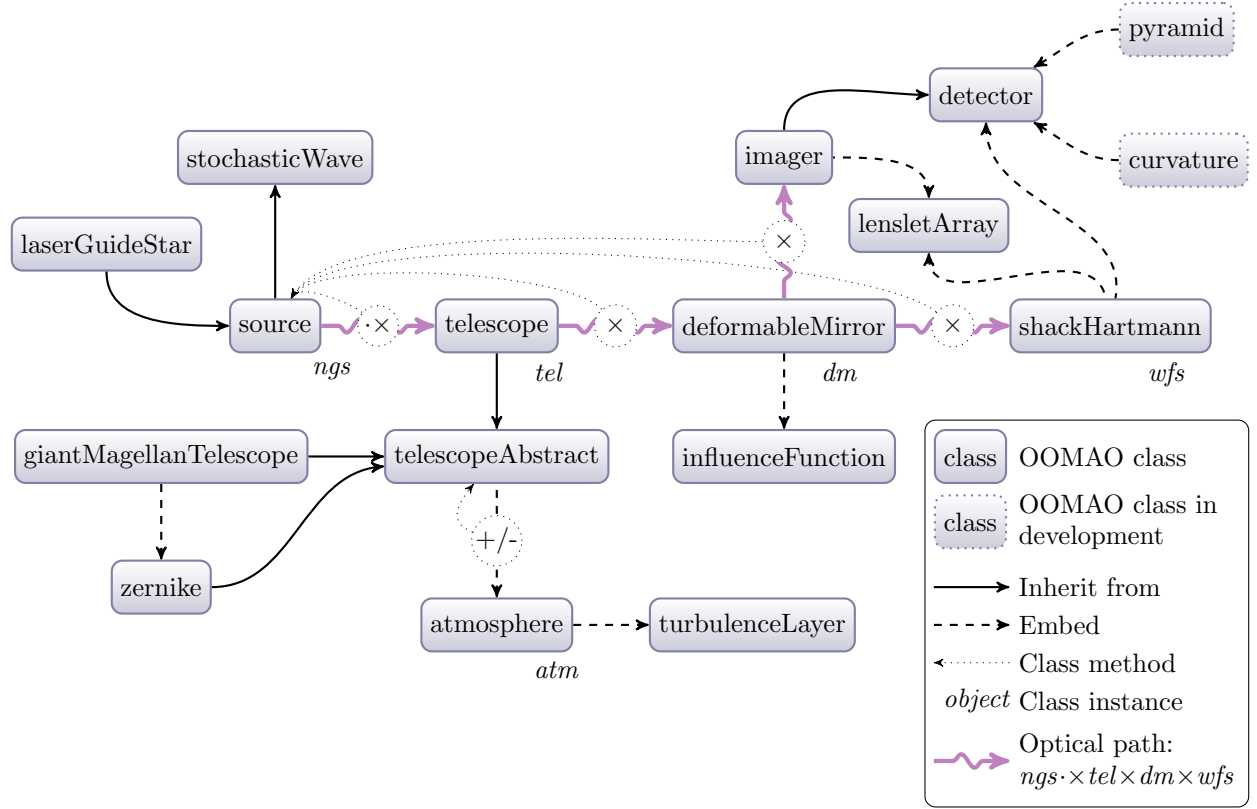 pyramid
detector
stochasticWave
imager
curvature
laserGuideStar
lensletArray
×
source
·×
telescope
×
deformableMirror
×
shackHartmann
ngs
tel
dm
wfs
giantMagellanTelescope
telescopeAbstract
influenceFunction
+/-
zernike
atmosphere
turbulenceLayer
atm
class OOMAO class
class OOMAO class in
development
Inherit from
Embed
Class method
object Class instance
Optical path:
ngs·×tel×dm×wfs